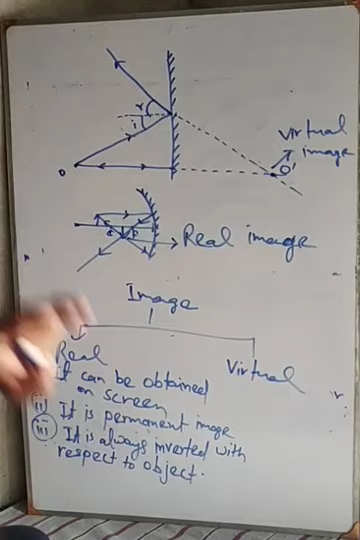 r
i
O
O'
virtual
image
Real image
Image
Real
Virtual
It can be obtained
on screen
ii) It is permanent image
iii) It is always inverted with
respect to object.